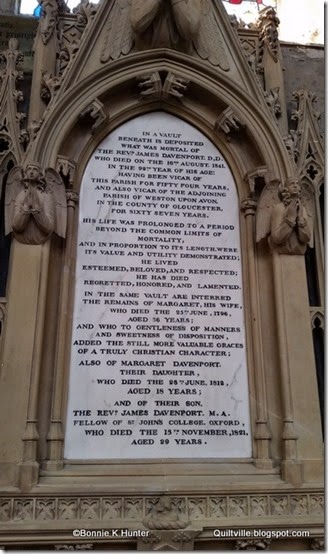 IN A VAULT
BENEATH IS DEPOSITED
WHAT WAS MORTAL OF
THE REVD. JAMES DAVENPORT, D.D.
WHO DIED ON THE 16TH AUGUST, 1841.
IN THE 92ND YEAR OF HIS AGE:
HAVING BEEN VICAR OF
THIS PARISH FOR FIFTY FOUR YEARS,
AND ALSO VICAR OF THE ADJOINING
PARISH OF WESTON UPON AVON,
IN THE COUNTY OF GLOUCESTER,
FOR SIXTY SEVEN YEARS.
HIS LIFE WAS PROLONGED TO A PERIOD
BEYOND THE COMMON LIMITS OF
MORTALITY;
AND IN PROPORTION TO ITS LENGTH, WERE
ITS VALUE AND UTILITY DEMONSTRATED;
HE LIVED
ESTEEMED, BELOVED, AND RESPECTED;
HE HAS DIED
REGRETTED, HONORED, AND LAMENTED.
IN THE SAME VAULT ARE INTERRED
THE REMAINS OF MARGARET, HIS WIFE,
WHO DIED THE 25TH JUNE, 1796,
AGED 36 YEARS;
AND WHO TO GENTLENESS OF MANNERS
AND SWEETNESS OF DISPOSITION,
ADDED THE STILL MORE VALUABLE GRACES
OF A TRULY CHRISTIAN CHARACTER;
ALSO OF MARGARET DAVENPORT,
THEIR DAUGHTER,
WHO DIED THE 28TH JUNE, 1812,
AGED 18 YEARS;
AND OF THEIR SON,
THE REVD. JAMES DAVENPORT, M.A.
FELLOW OF ST JOHN'S COLLEGE, OXFORD,
WHO DIED THE 15TH NOVEMBER, 1821,
AGED 29 YEARS.
©Bonnie K Hunter Quiltville.blogspot.com